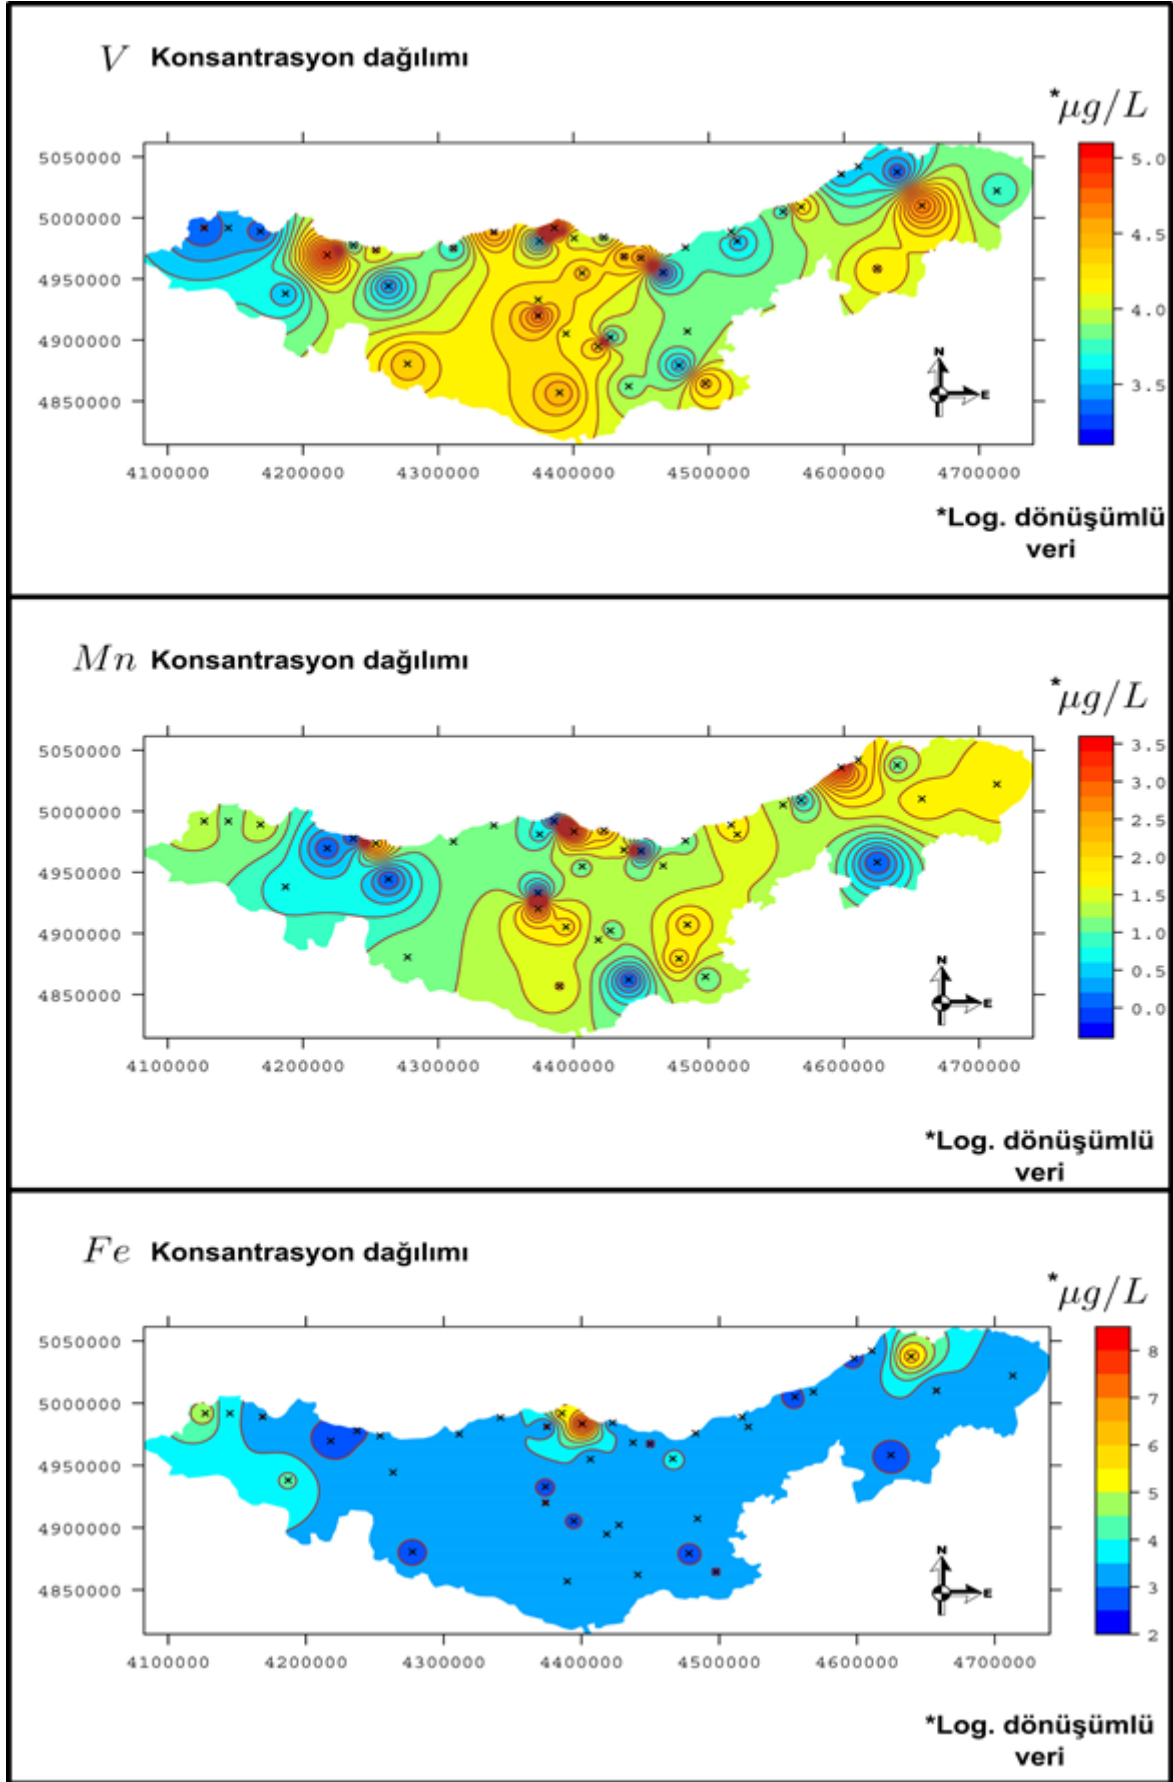 V Konsantrasyon dağılımı
*µg/L
5050000
5000000
4950000
4900000
4850000
4100000 4200000 4300000 4400000 4500000 4600000 4700000
5.0
4.5
4.0
3.5
N
E
*Log. dönüşümlü
veri
Mn Konsantrasyon dağılımı
*µg/L
5050000
5000000
4950000
4900000
4850000
4100000 4200000 4300000 4400000 4500000 4600000 4700000
3.5
3.0
2.5
2.0
1.5
1.0
0.5
0.0
N
E
*Log. dönüşümlü
veri
Fe Konsantrasyon dağılımı
*µg/L
5050000
5000000
4950000
4900000
4850000
4100000 4200000 4300000 4400000 4500000 4600000 4700000
8
7
6
5
4
3
2
N
E
*Log. dönüşümlü
veri